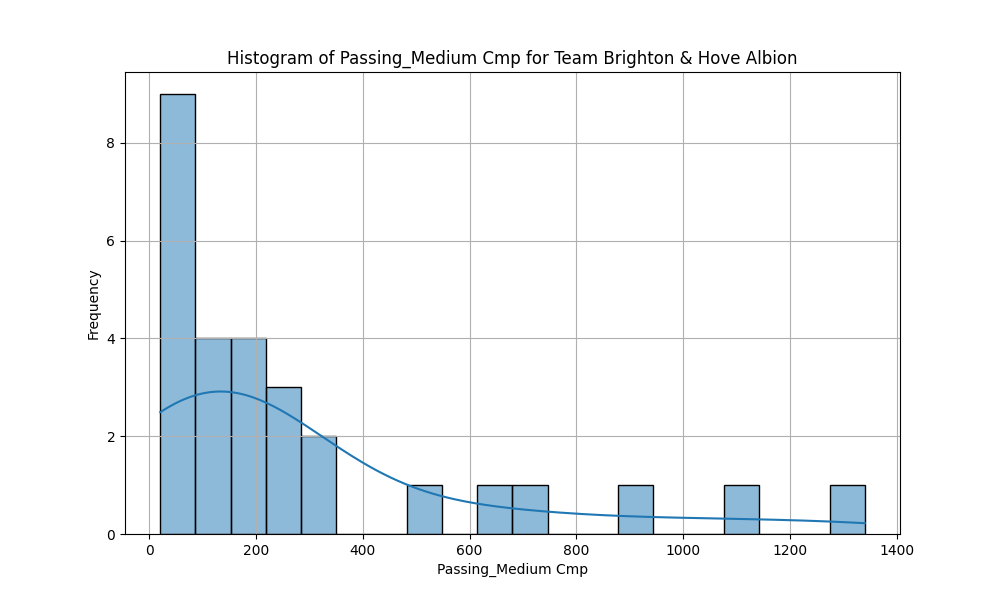 Histogram of Passing_Medium Cmp for Team Brighton & Hove Albion
Frequency
8
6
4
2
0
0 200 400 600 800 1000 1200 1400
Passing_Medium Cmp